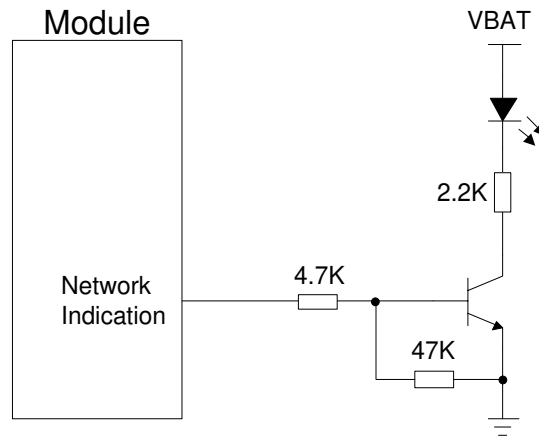 Module
VBAT
2.2K
4.7K
Network
Indication
47K